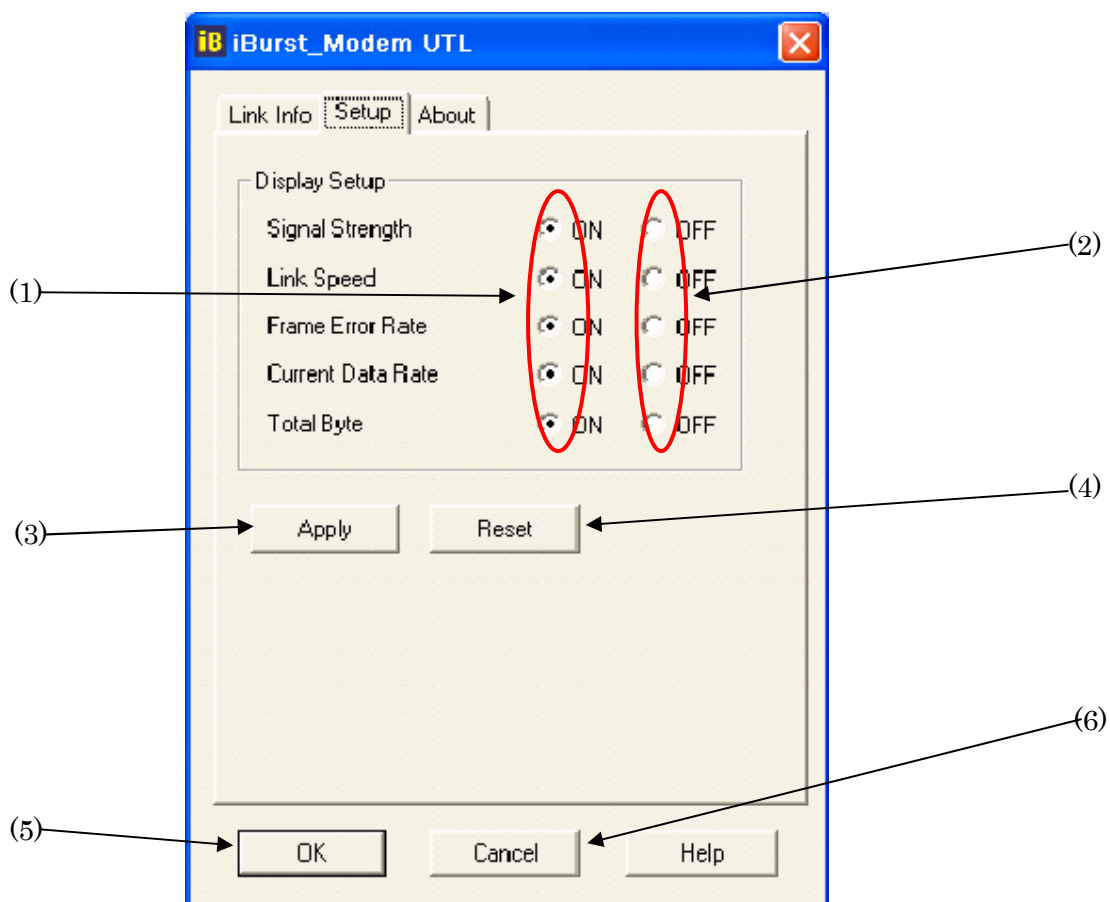 iB iBurst_Modem UTL
Link Info Setup About
Display Setup
Signal Strength ON OFF
(2)
Link Speed ON OFF
(1)
Frame Error Rate ON OFF
Current Data Rate ON OFF
Total Byte ON OFF
(4)
(3) Apply Reset
(6)
(5) OK Cancel Help